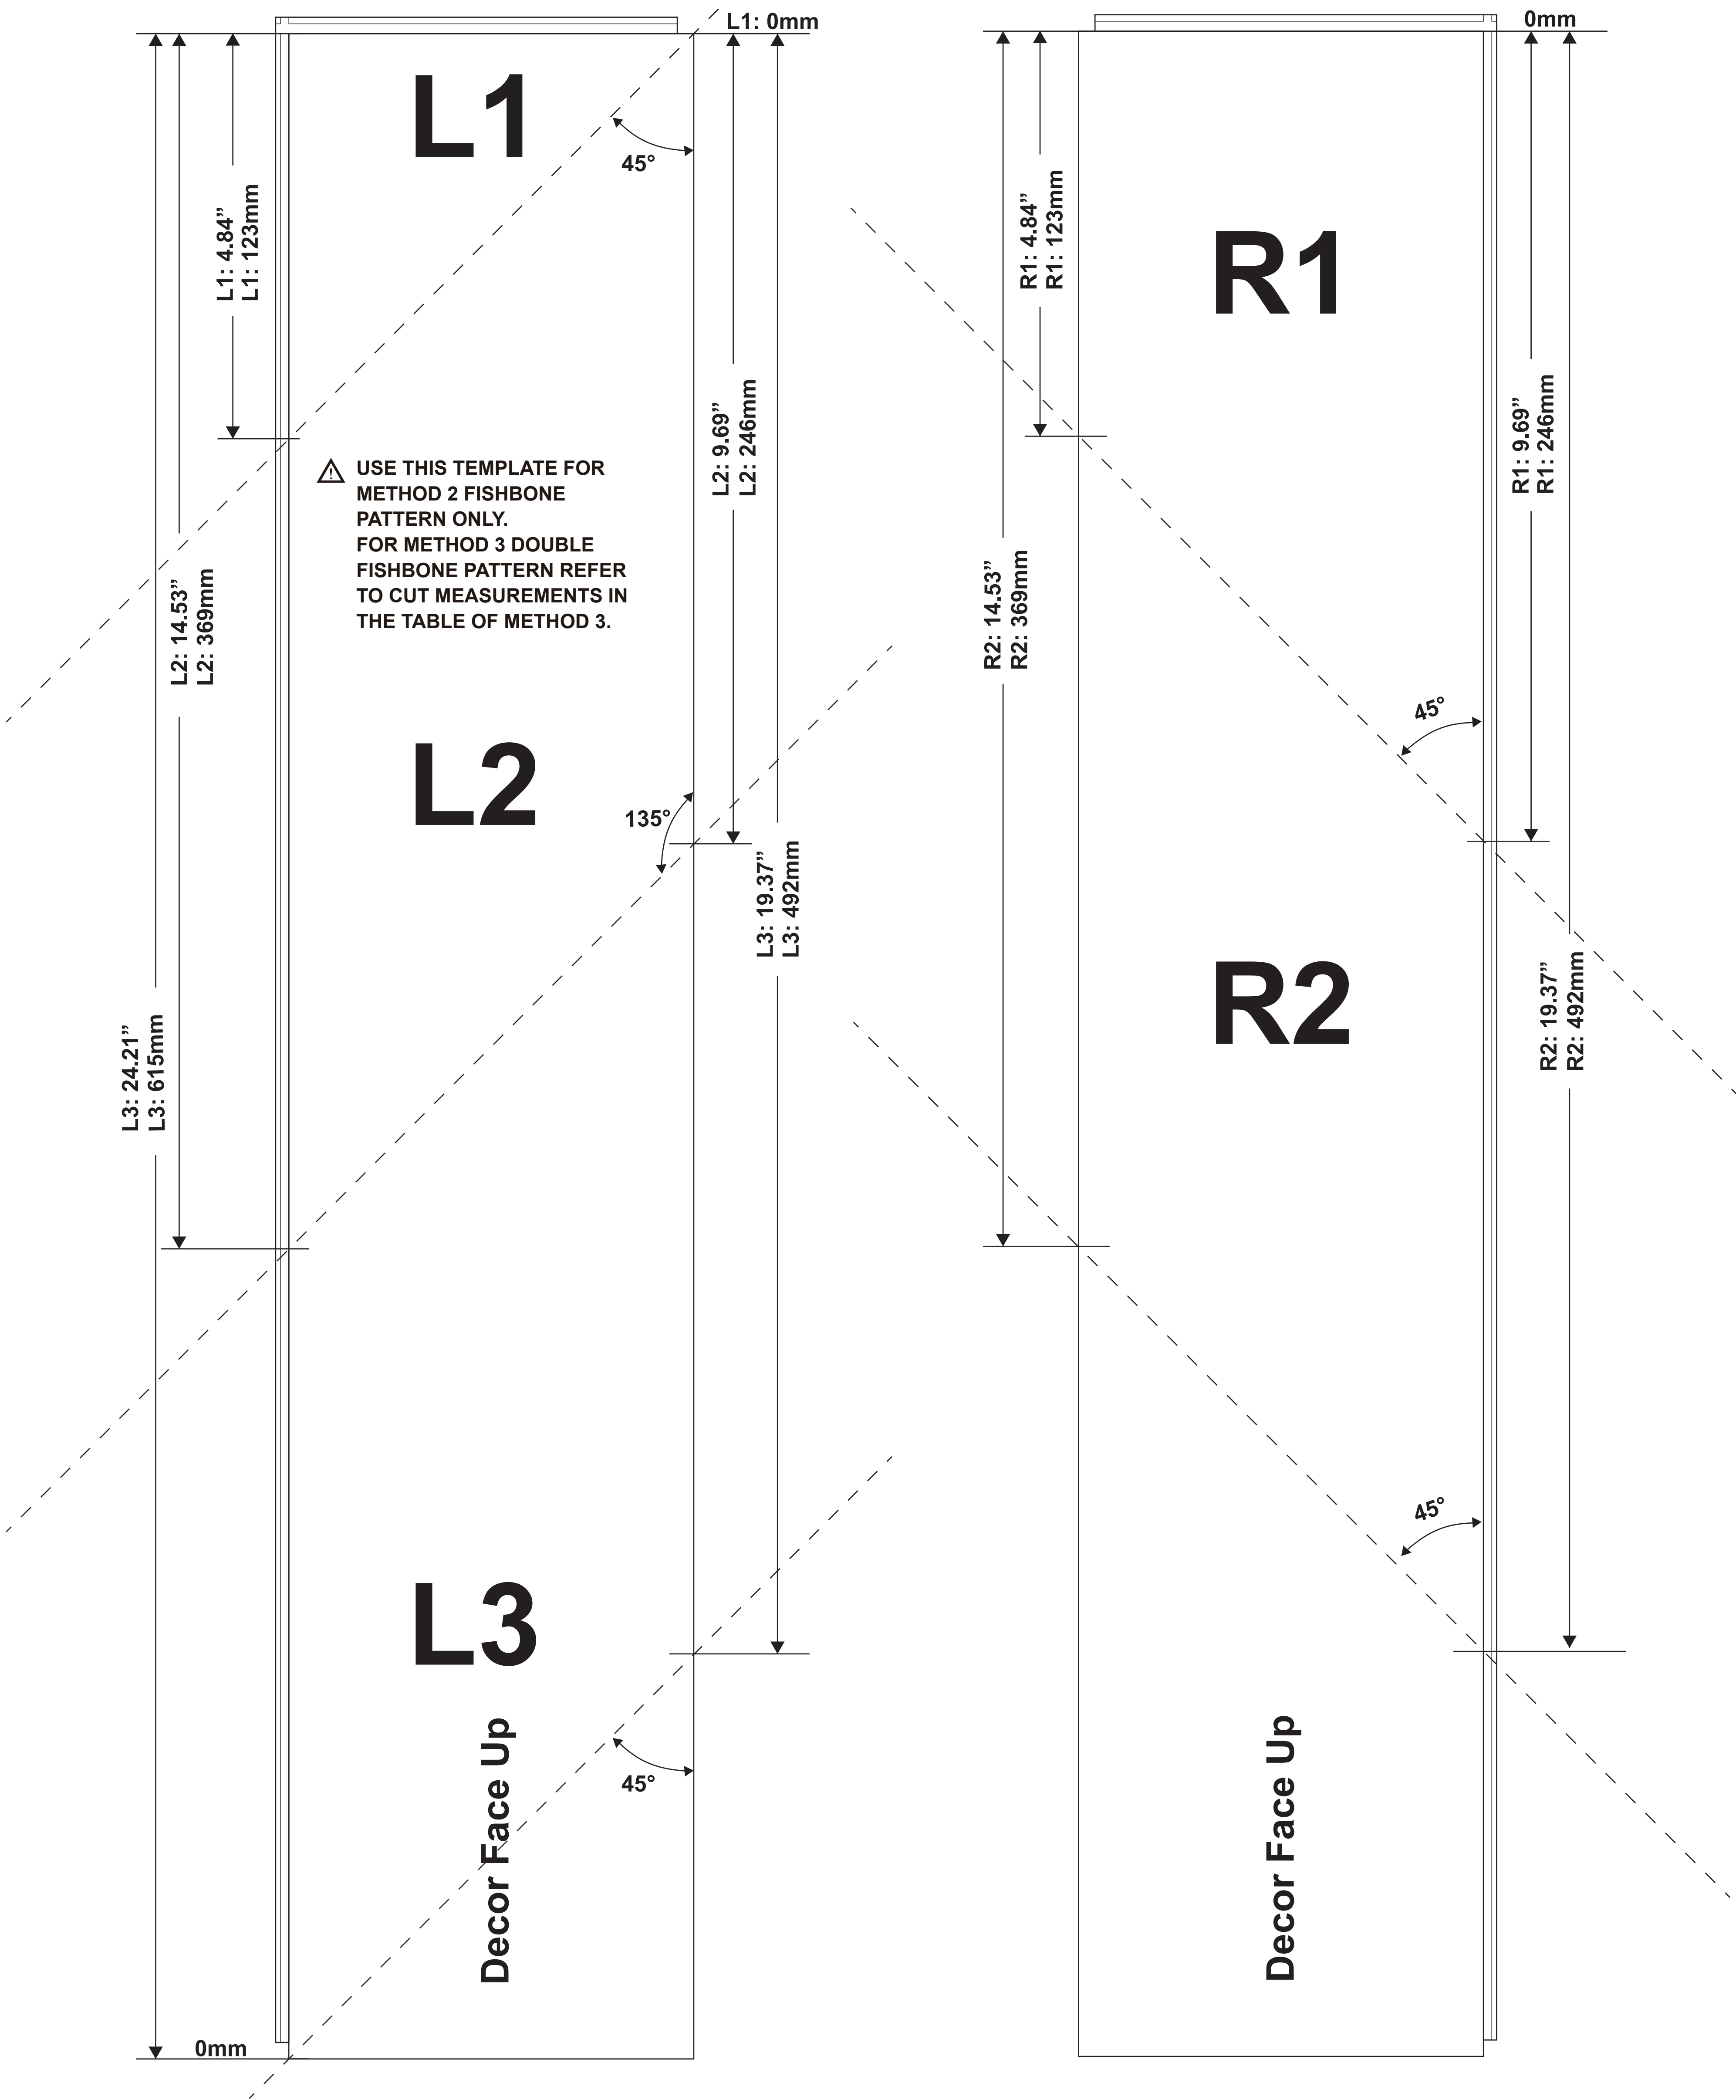 L1: 0mm
L1
45°
L1: 4.84”
L1: 123mm
USE THIS TEMPLATE FOR
METHOD 2 FISHBONE
PATTERN ONLY.
FOR METHOD 3 DOUBLE
FISHBONE PATTERN REFER
TO CUT MEASUREMENTS IN
THE TABLE OF METHOD 3.
L2: 9.69”
L2: 246mm
L2: 14.53”
L2: 369mm
L2
135°
L3: 19.37”
L3: 492mm
L3: 24.21”
L3: 615mm
L3
45°
Decor Face Up
0mm
0mm
R1: 4.84”
R1: 123mm
R1
R1: 9.69”
R1: 246mm
R2: 14.53”
R2: 369mm
45°
R2
R2: 19.37”
R2: 492mm
45°
Decor Face Up